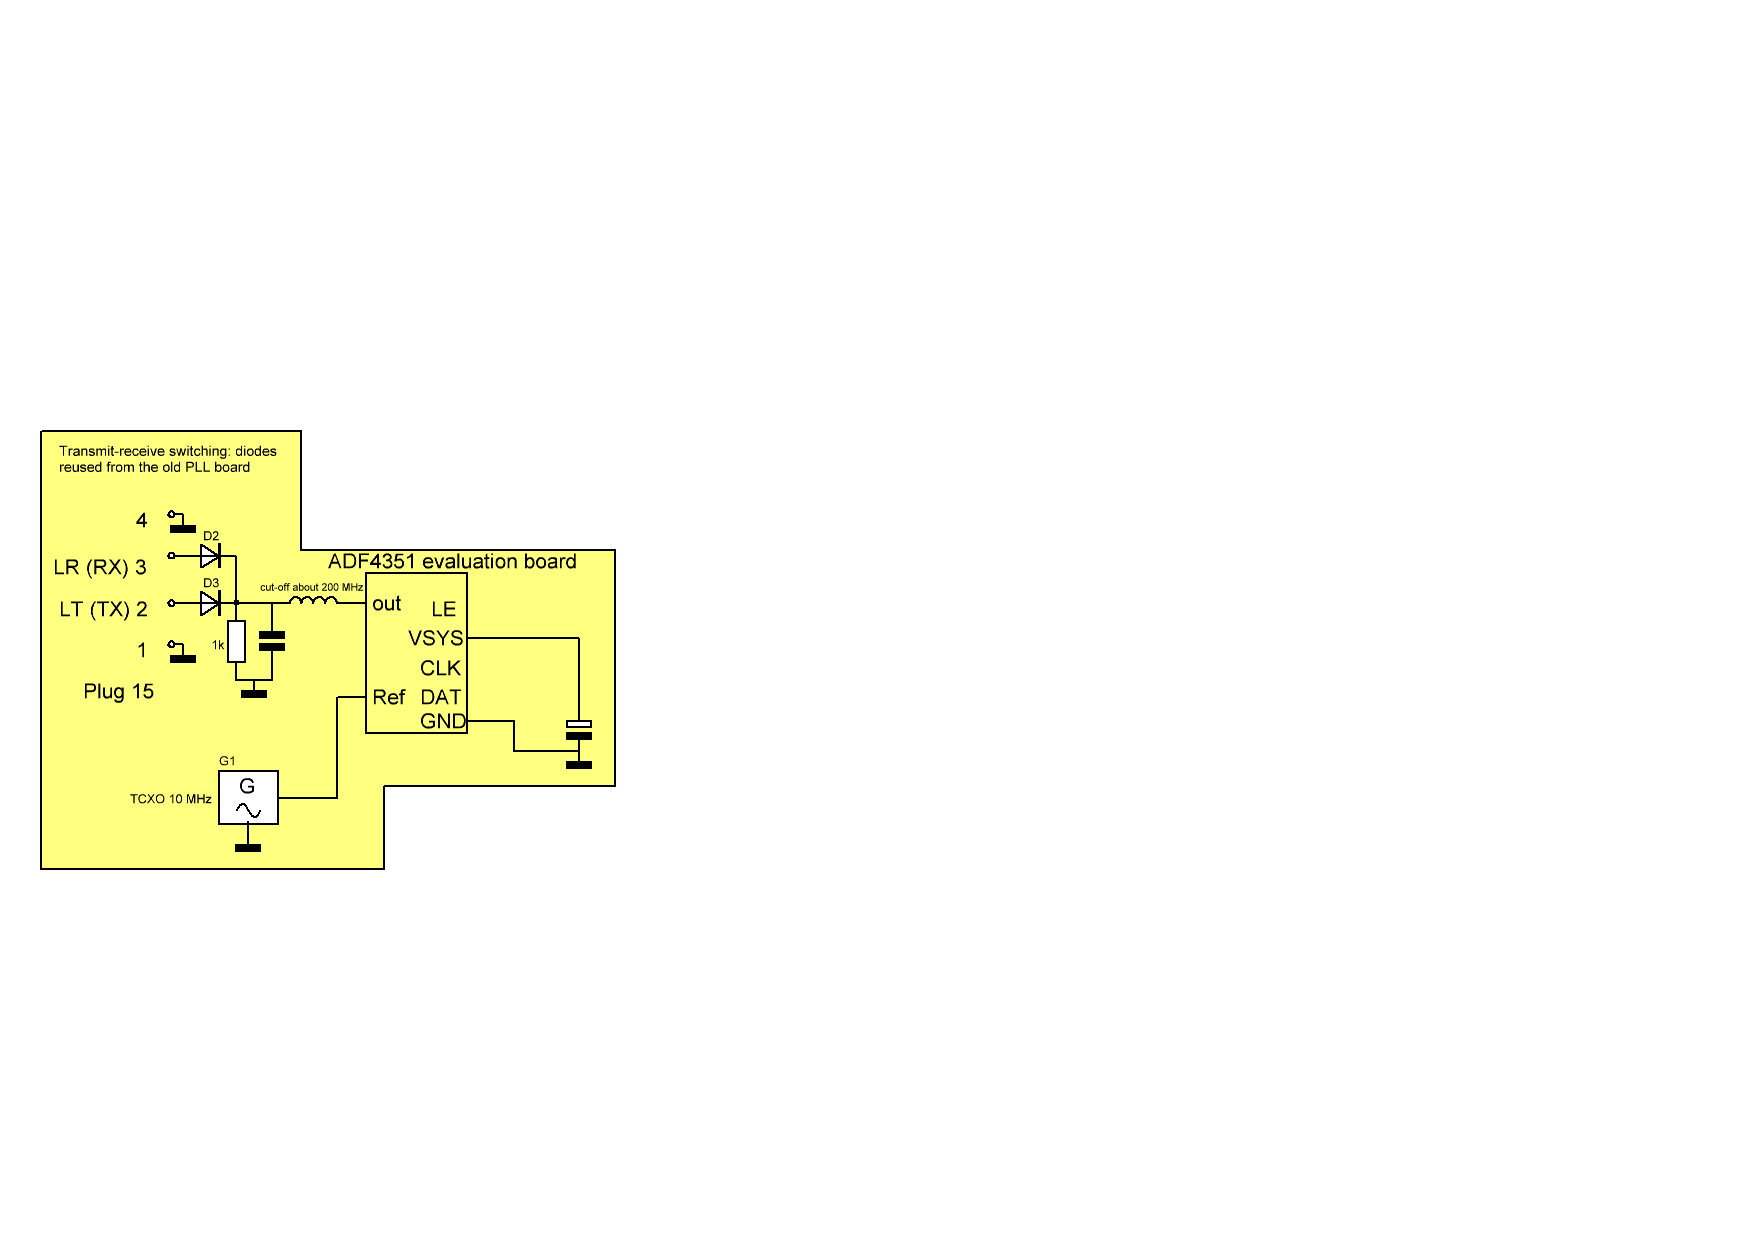 Transmit-receive switching: diodes
reused from the old PLL board
4
D2
LR (RX) 3
D3
LT (TX) 2
1k
1
Plug 15
cut-off about 200 MHz
ADF4351 evaluation board
out
LE
VSYS
CLK
Ref
DAT
GND
G1
G
TCXO 10 MHz